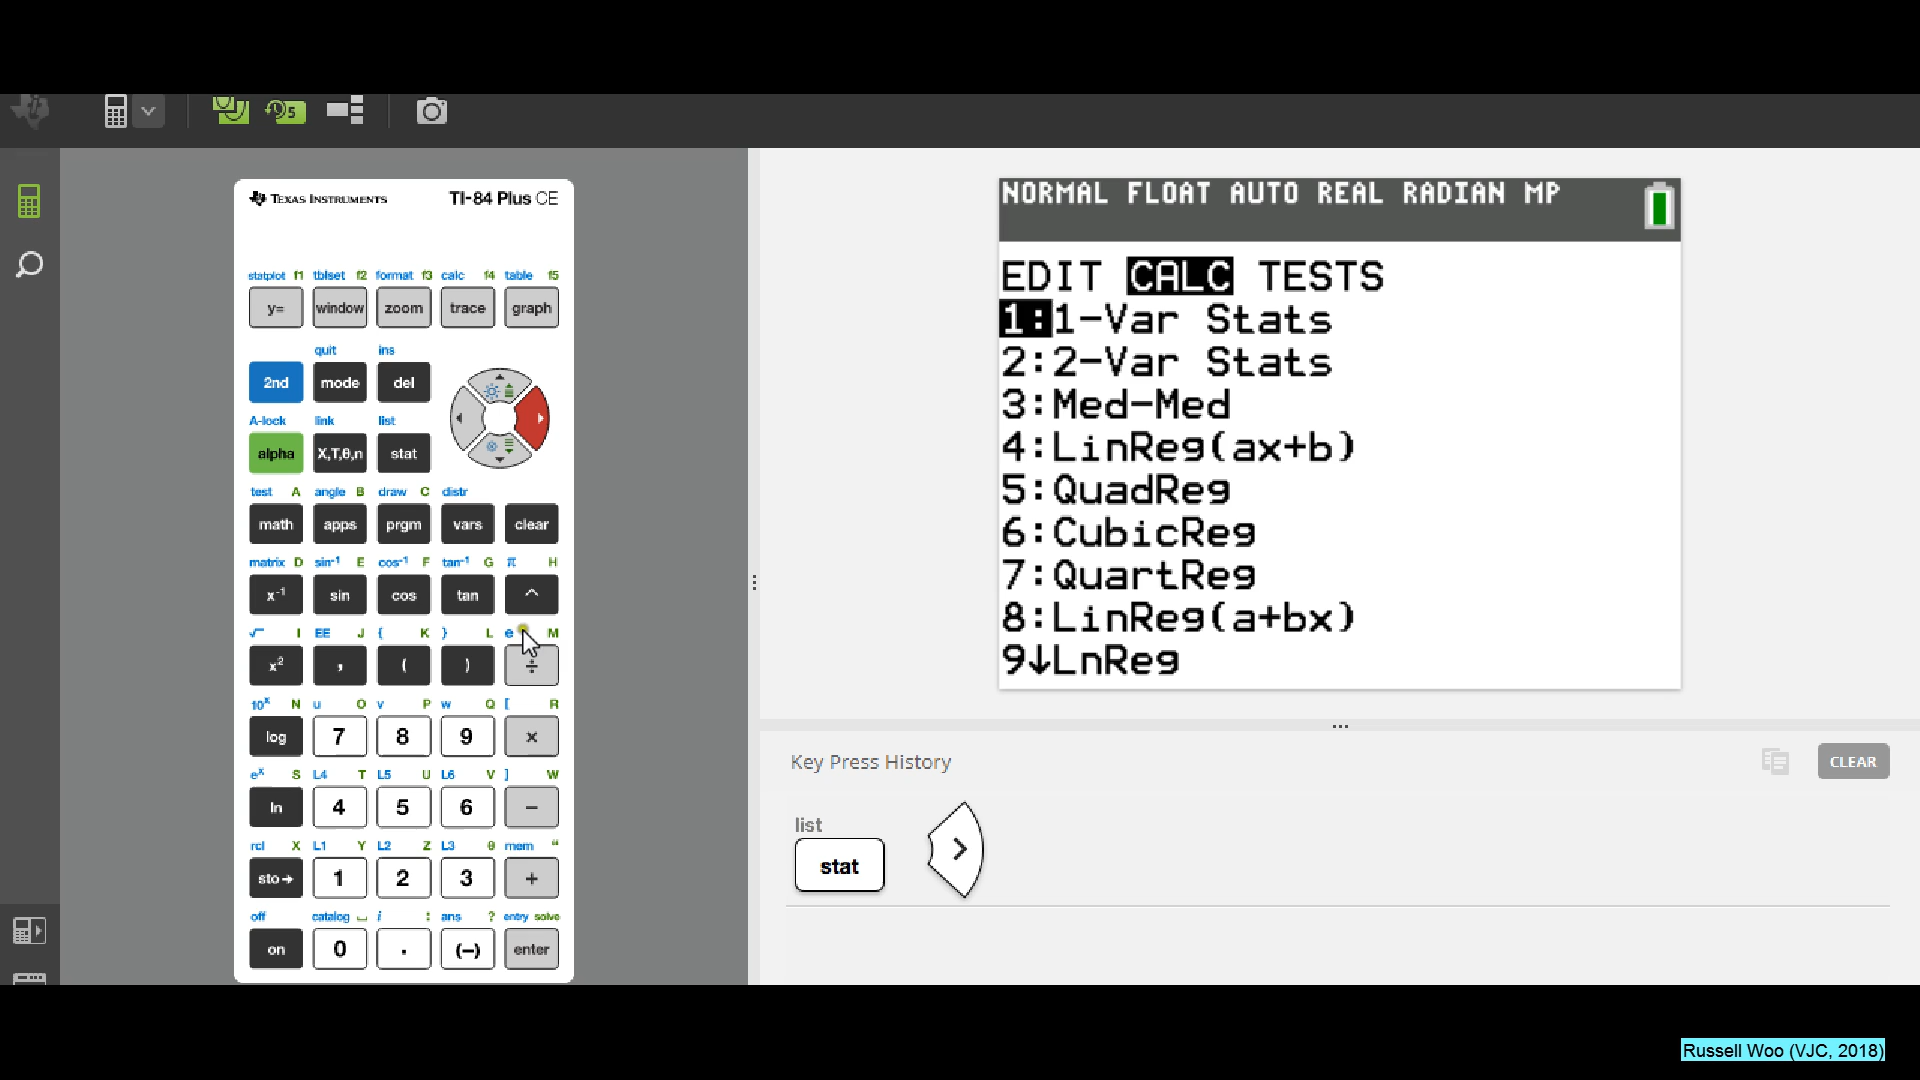 5
TEXAS INSTRUMENTS TI-84 Plus CE
statplot f1 tblset f2 format f3 calc f4 table f5
y= window zoom trace graph
quit ins
2nd mode del
A-lock link list
alpha X,T,θ,n stat
test A angle B draw C distr
math apps prgm vars clear
matrix D sin⁻¹ E cos⁻¹ F tan⁻¹ G π H
x⁻¹ sin cos tan ^
√ I EE J { K } L e M
x² , ( ) ÷
10ˣ N u O v P w Q [ R
log 7 8 9 ×
eˣ S L4 T L5 U L6 V ] W
ln 4 5 6 −
rcl X L1 Y L2 Z L3 θ mem "
sto→ 1 2 3 +
off catalog ␣ i : ans ? entry solve
on 0 . (−) enter
NORMAL FLOAT AUTO REAL RADIAN MP
EDIT CALC TESTS
1:1-Var Stats
2:2-Var Stats
3:Med-Med
4:LinReg(ax+b)
5:QuadReg
6:CubicReg
7:QuartReg
8:LinReg(a+bx)
9↓LnReg
Key Press History
CLEAR
list
stat
Russell Woo (VJC, 2018)